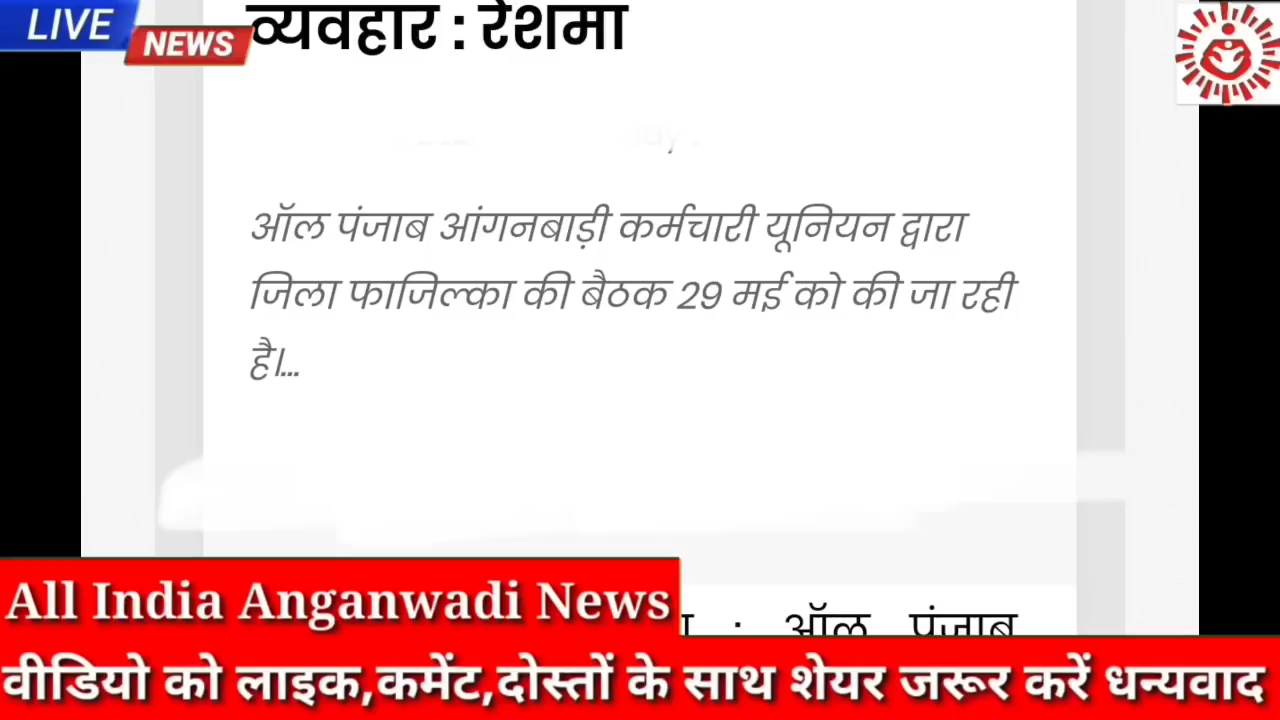 LIVE
NEWS
व्यवहार : रेशमा
ऑल पंजाब आंगनबाड़ी कर्मचारी यूनियन द्वारा
जिला फाजिल्का की बैठक 29 मई को की जा रही
है।...
All India Anganwadi News
: ऑल पंजाब
वीडियो को लाइक,कमेंट,दोस्तों के साथ शेयर जरूर करें धन्यवाद